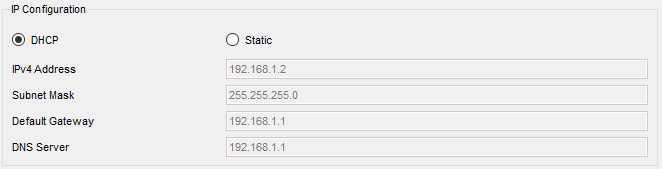 IP Configuration
DHCP Static
IPv4 Address 192.168.1.2
Subnet Mask 255.255.255.0
Default Gateway 192.168.1.1
DNS Server 192.168.1.1